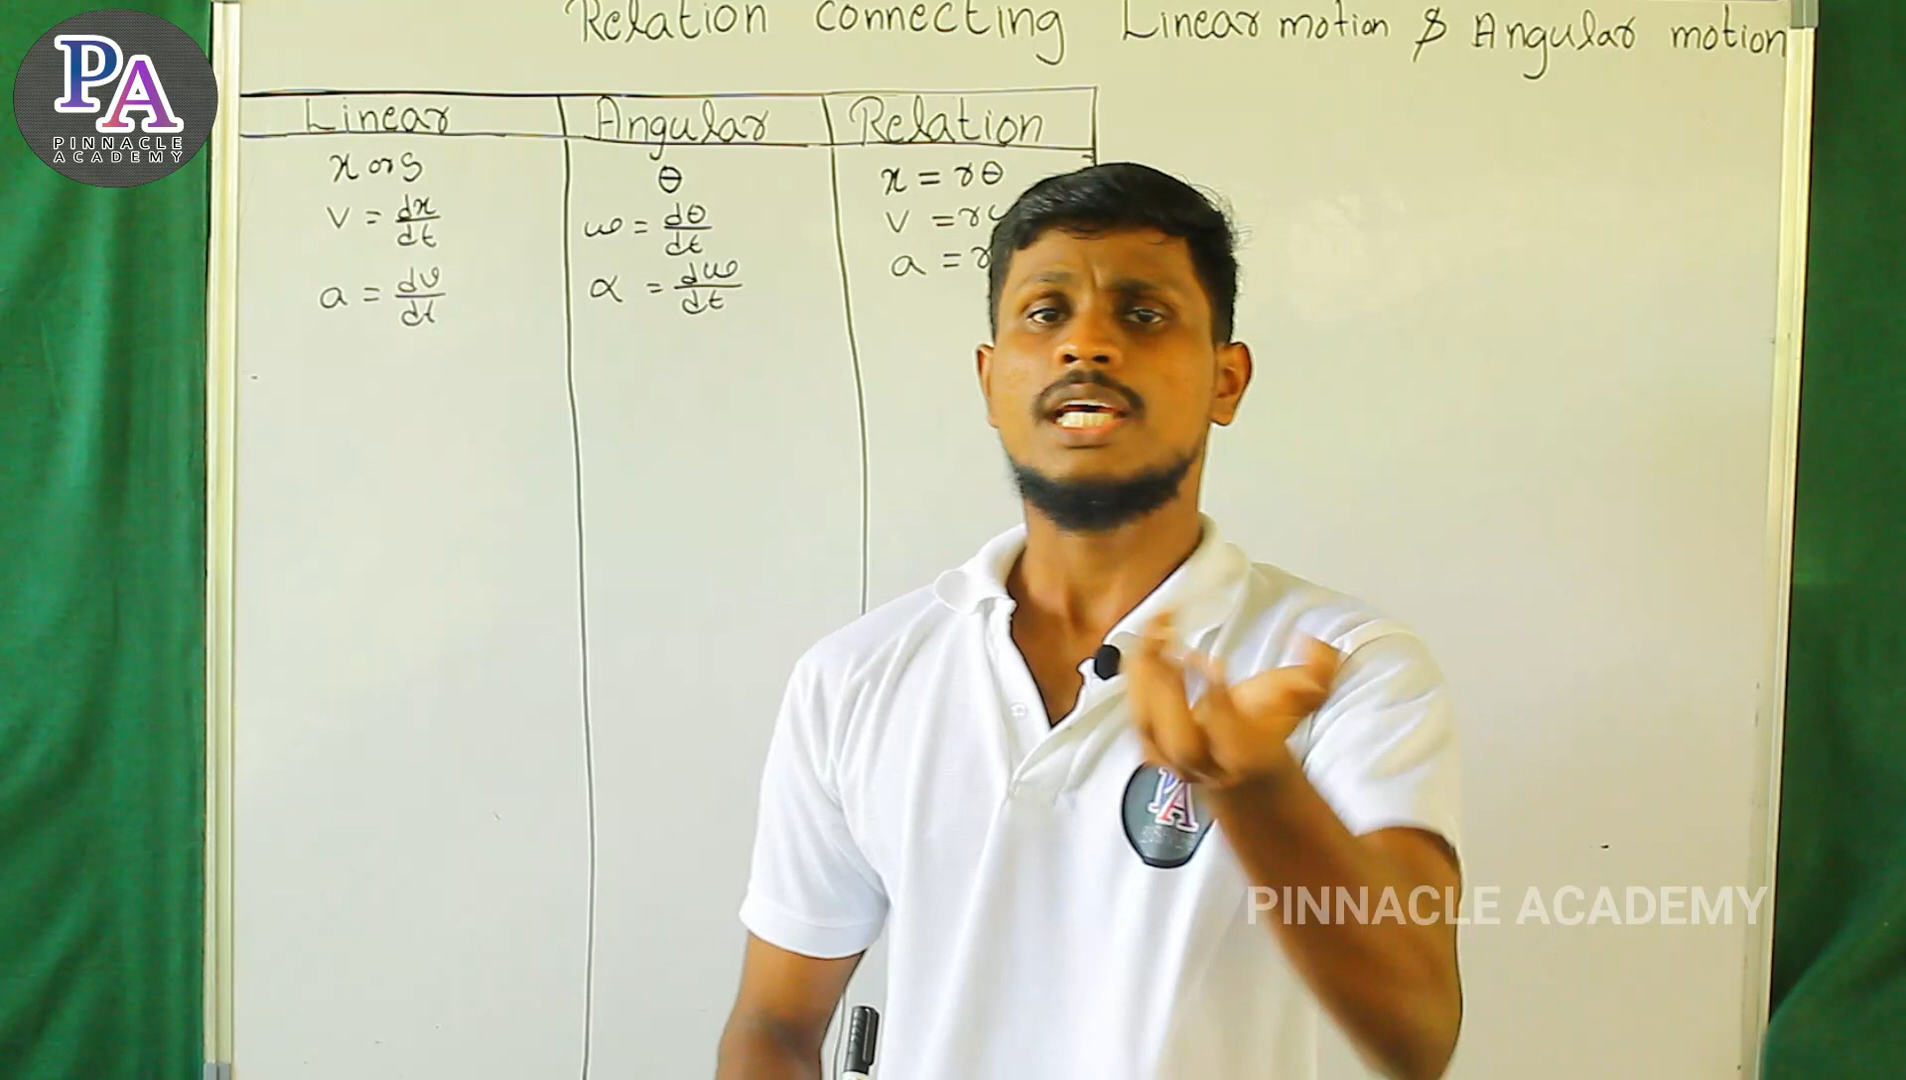 Relation connecting Linear motion & Angular motion
PA
PINNACLE
ACADEMY
Linear Angular Relation
x or S θ x = rθ
v = dx/dt ω = dθ/dt v = r
a = dv/dt α = dω/dt a = r
PA
PINNACLE ACADEMY